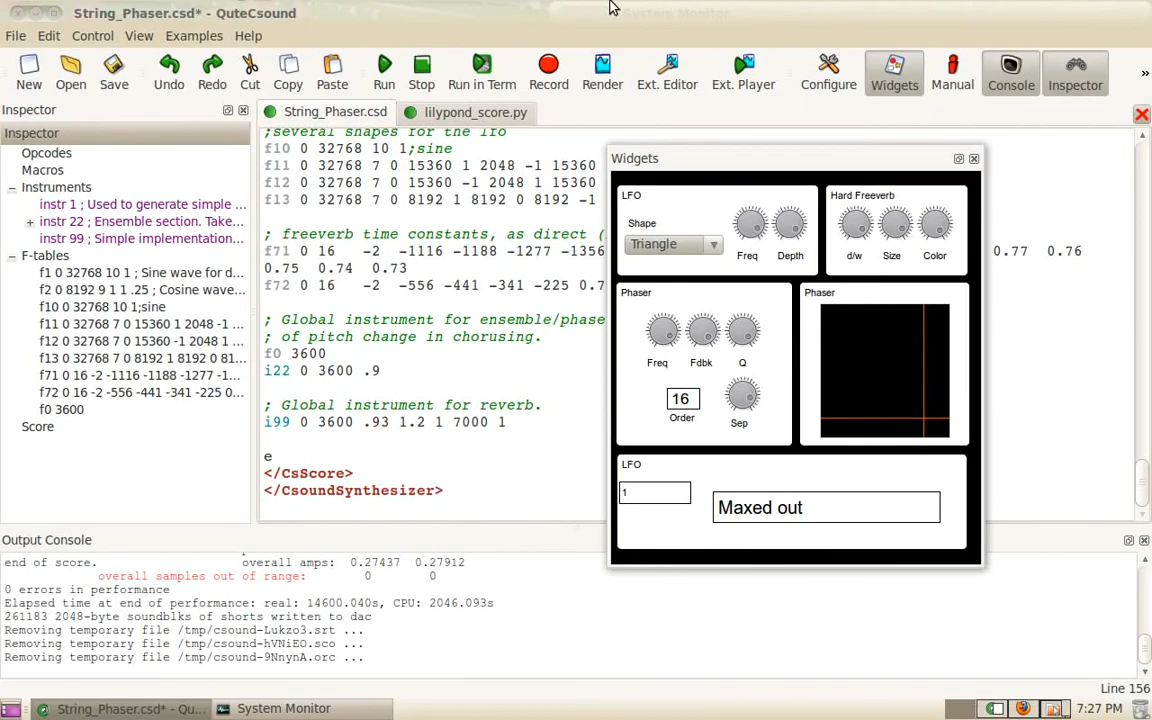 String_Phaser.csd* - QuteCsound
System Monitor
File Edit Control View Examples Help
New Open Save Undo Redo Cut Copy Paste Run Stop Run in Term Record Render Ext. Editor Ext. Player Configure Widgets Manual Console Inspector »
Inspector
String_Phaser.csd lilypond_score.py
Inspector
Opcodes
Macros
Instruments
instr 1 ; Used to generate simple ...
instr 22 ; Ensemble section. Take...
instr 99 ; Simple implementation...
F-tables
f1 0 32768 10 1 ; Sine wave for d...
f2 0 8192 9 1 1 .25 ; Cosine wave...
f10 0 32768 10 1;sine
f11 0 32768 7 0 15360 1 2048 -1 ...
f12 0 32768 7 0 15360 -1 2048 1 ...
f13 0 32768 7 0 8192 1 8192 0 81...
f71 0 16 -2 -1116 -1188 -1277 -1...
f72 0 16 -2 -556 -441 -341 -225 0...
f0 3600
Score
;several shapes for the lfo
f10 0 32768 10 1;sine
f11 0 32768 7 0 15360 1 2048 -1 15360
f12 0 32768 7 0 15360 -1 2048 1 15360
f13 0 32768 7 0 8192 1 8192 0 8192 -1
; freeverb time constants, as direct (
f71 0 16 -2 -1116 -1188 -1277 -1356 0.77 0.76
0.75 0.74 0.73
f72 0 16 -2 -556 -441 -341 -225 0.7
; Global instrument for ensemble/phase
; of pitch change in chorusing.
f0 3600
i22 0 3600 .9
; Global instrument for reverb.
i99 0 3600 .93 1.2 1 7000 1
e
</CsScore>
</CsoundSynthesizer>
Widgets
LFO
Shape
Triangle
Freq Depth
Hard Freeverb
d/w Size Color
Phaser
Freq Fdbk Q
16
Order Sep
Phaser
LFO
1
Maxed out
Output Console
end of score. overall amps: 0.27437 0.27912
overall samples out of range: 0 0
0 errors in performance
Elapsed time at end of performance: real: 14600.040s, CPU: 2046.093s
261183 2048-byte soundblks of shorts written to dac
Removing temporary file /tmp/csound-Lukzo3.srt ...
Removing temporary file /tmp/csound-hVNiEO.sco ...
Removing temporary file /tmp/csound-9NnynA.orc ...
Line 156
String_Phaser.csd* - Qu... System Monitor 7:27 PM